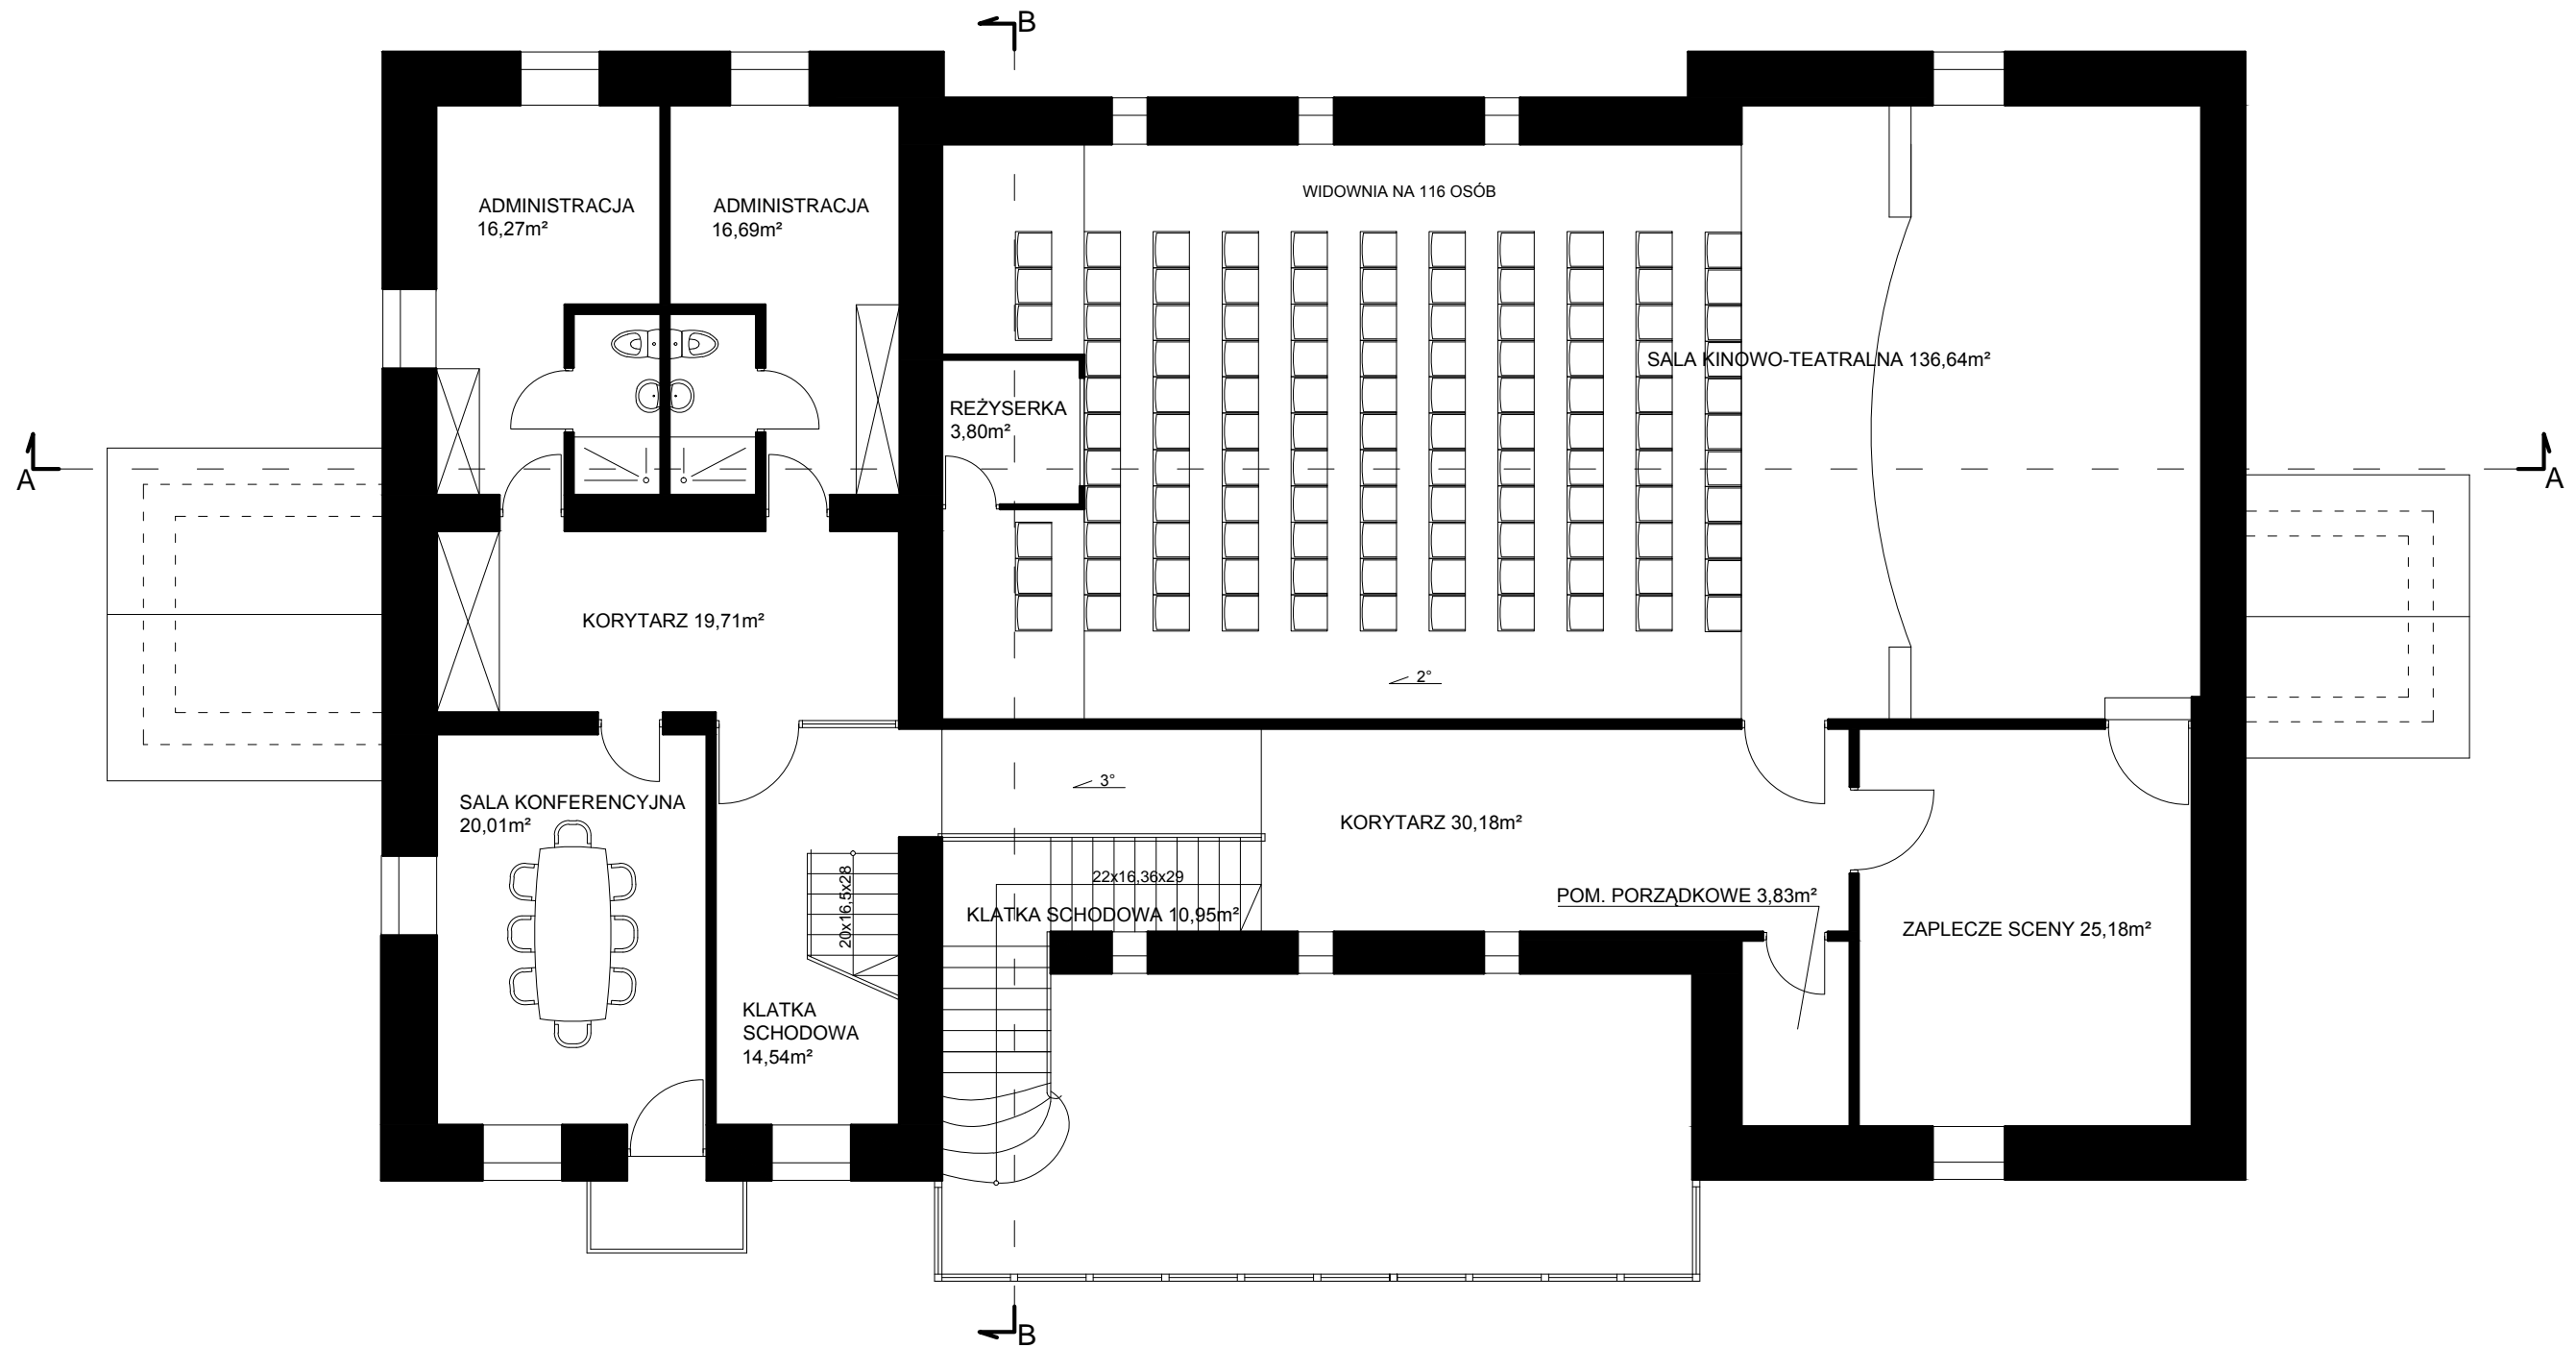 B
WIDOWNIA NA 116 OSÓB
ADMINISTRACJA
16,27m²
ADMINISTRACJA
16,69m²
SALA KINOWO-TEATRALNA 136,64m²
REŻYSERKA
3,80m²
A
A
KORYTARZ 19,71m²
2°
3°
SALA KONFERENCYJNA
20,01m²
KORYTARZ 30,18m²
20x16,5x28
22x16,36x29
KLATKA SCHODOWA 10,95m²
POM. PORZĄDKOWE 3,83m²
ZAPLECZE SCENY 25,18m²
KLATKA
SCHODOWA
14,54m²
B